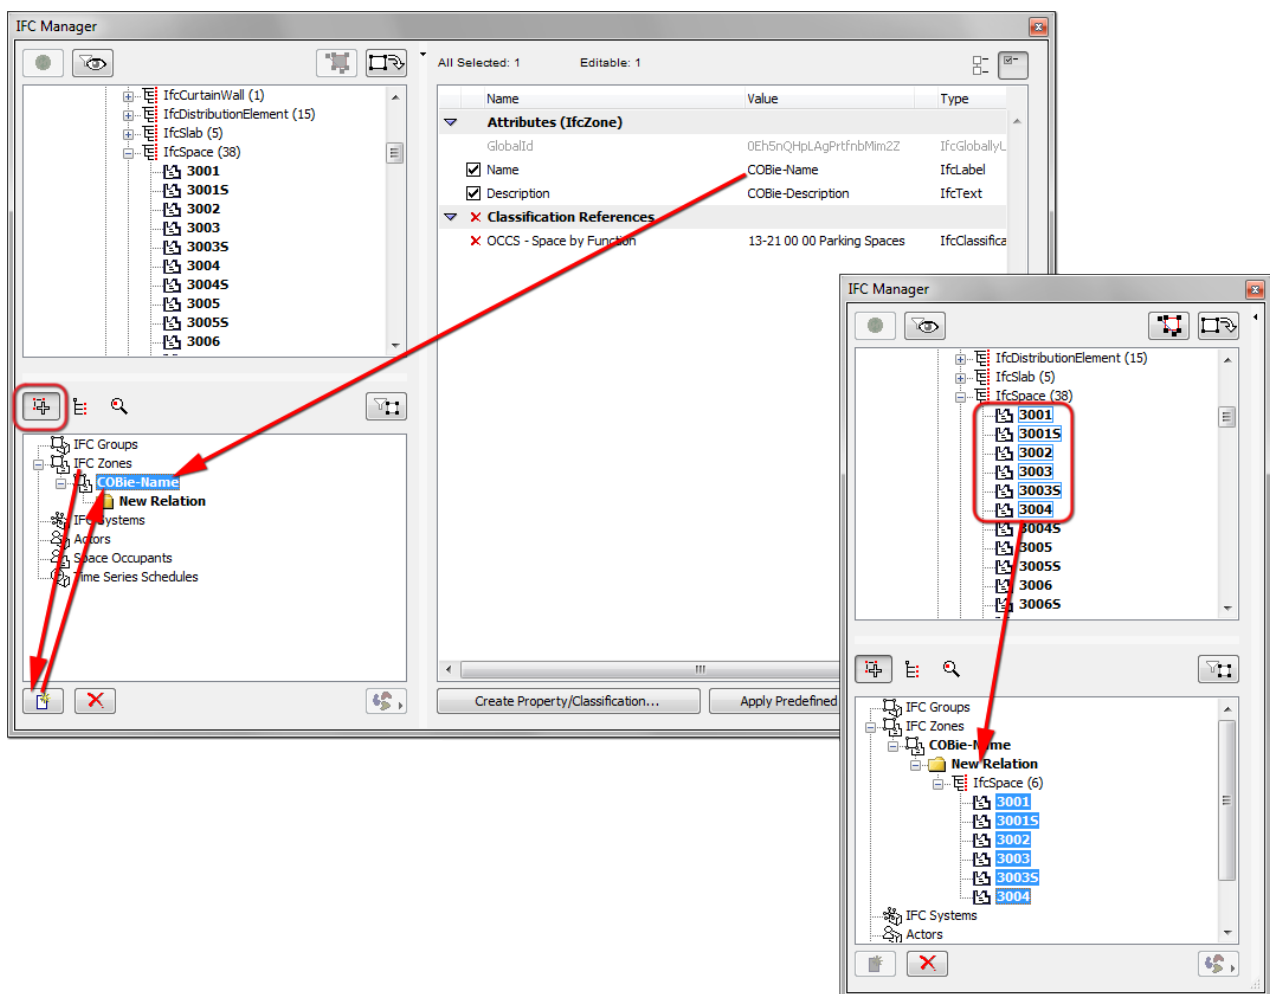 IFC Manager
All Selected: 1 Editable: 1
IfcCurtainWall (1)
IfcDistributionElement (15)
IfcSlab (5)
IfcSpace (38)
3001
3001S
3002
3003
3003S
3004
3004S
3005
3005S
3006
Name Value Type
Attributes (IfcZone)
GlobalId 0Eh5nQHpLAgPrtfnbMim2Z IfcGloballyU
Name COBie-Name IfcLabel
Description COBie-Description IfcText
Classification References
OCCS - Space by Function 13-21 00 00 Parking Spaces IfcClassifica
IFC Groups
IFC Zones
COBie-Name
New Relation
IFC Systems
Actors
Space Occupants
Time Series Schedules
Create Property/Classification... Apply Predefined
IFC Manager
IfcDistributionElement (15)
IfcSlab (5)
IfcSpace (38)
3001
3001S
3002
3003
3003S
3004
3004S
3005
3005S
3006
3006S
IFC Groups
IFC Zones
COBie-Name
New Relation
IfcSpace (6)
3001
3001S
3002
3003
3003S
3004
IFC Systems
Actors